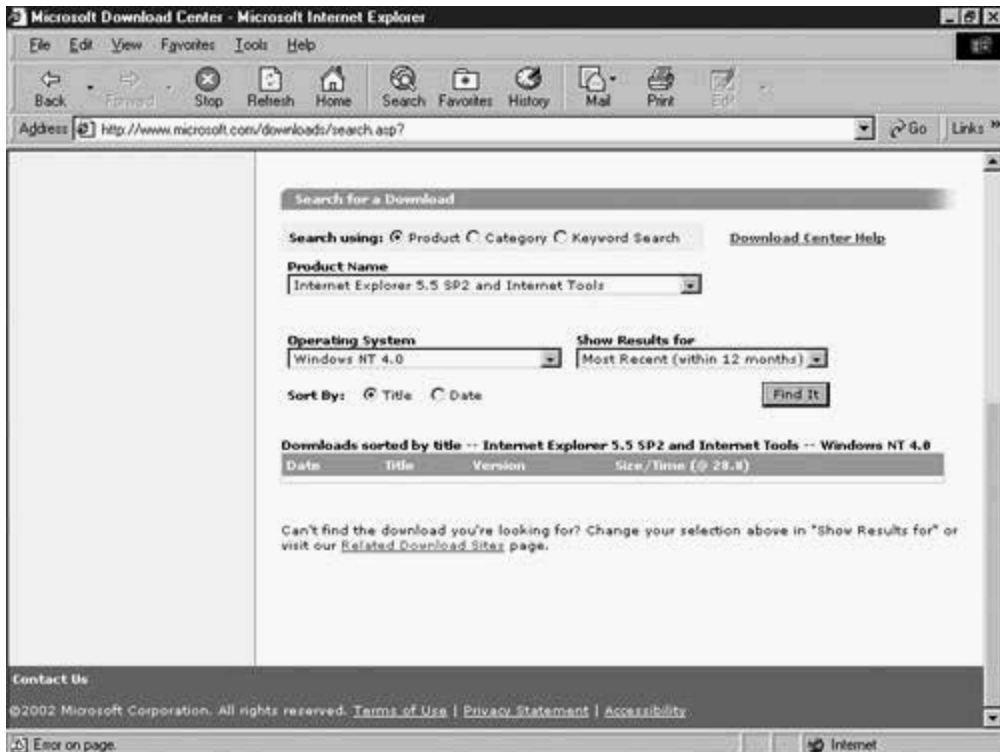 Microsoft Download Center - Microsoft Internet Explorer
File Edit View Favorites Tools Help
Back Forward Stop Refresh Home Search Favorites History Mail Print Edit
Address http://www.microsoft.com/downloads/search.asp? Go Links »
Search for a Download
Search using: Product Category Keyword Search Download Center Help
Product Name
Internet Explorer 5.5 SP2 and Internet Tools
Operating System Show Results for
Windows NT 4.0 Most Recent (within 12 months)
Sort By: Title Date Find It
Downloads sorted by title -- Internet Explorer 5.5 SP2 and Internet Tools -- Windows NT 4.0
Date Title Version Size/Time (@ 28.8)
Can't find the download you're looking for? Change your selection above in "Show Results for" or
visit our Related Download Sites page.
Contact Us
©2002 Microsoft Corporation. All rights reserved. Terms of Use | Privacy Statement | Accessibility
Error on page. Internet